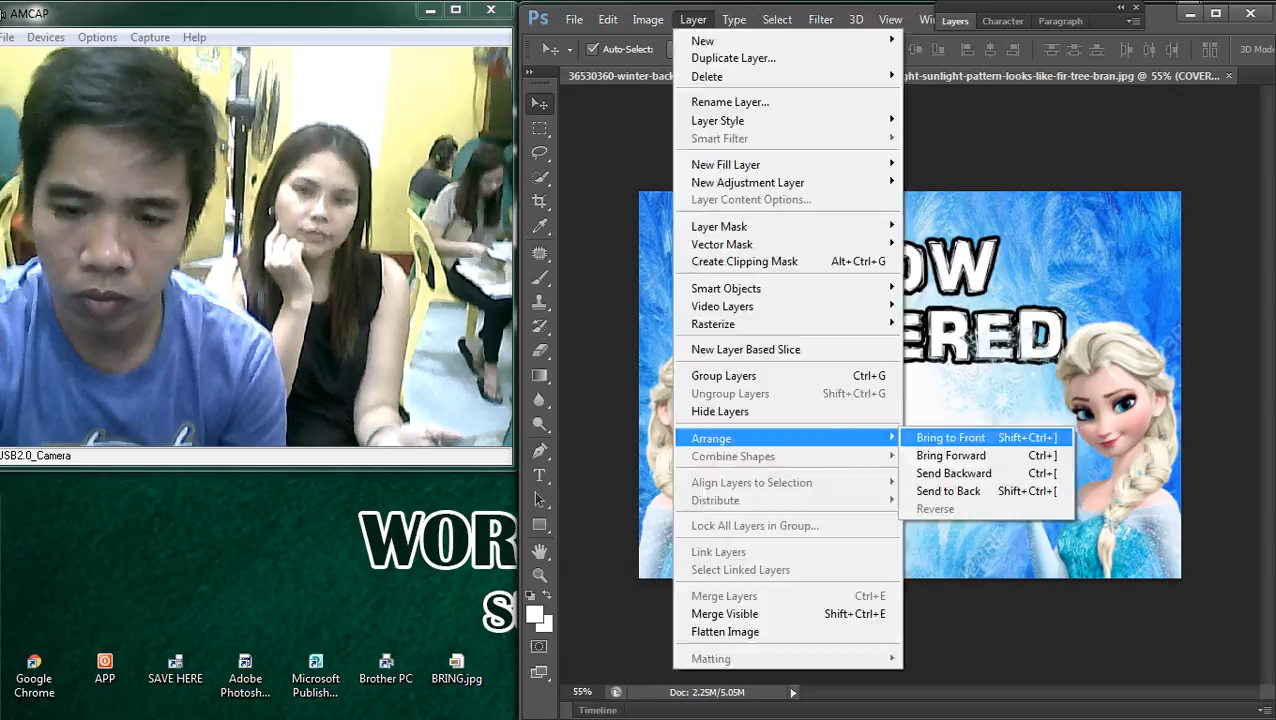 AMCAP
File Devices Options Capture Help
USB2.0_Camera
WOR
S
Google Chrome
APP
SAVE HERE
Adobe Photosh...
Microsoft Publish...
Brother PC
BRING.jpg
Ps File Edit Image Layer Type Select Filter 3D View Wi
Layers Character Paragraph
Auto-Select:
3D Mode
36530360-winter-back
ght-sunlight-pattern-looks-like-fir-tree-bran.jpg @ 55% (COVER...
New
Duplicate Layer...
Delete
Rename Layer...
Layer Style
Smart Filter
New Fill Layer
New Adjustment Layer
Layer Content Options...
Layer Mask
Vector Mask
Create Clipping Mask Alt+Ctrl+G
Smart Objects
Video Layers
Rasterize
New Layer Based Slice
Group Layers Ctrl+G
Ungroup Layers Shift+Ctrl+G
Hide Layers
Arrange
Combine Shapes
Align Layers to Selection
Distribute
Lock All Layers in Group...
Link Layers
Select Linked Layers
Merge Layers Ctrl+E
Merge Visible Shift+Ctrl+E
Flatten Image
Matting
Bring to Front Shift+Ctrl+]
Bring Forward Ctrl+]
Send Backward Ctrl+[
Send to Back Shift+Ctrl+[
Reverse
OW
ERED
55% Doc: 2.25M/5.05M
Timeline